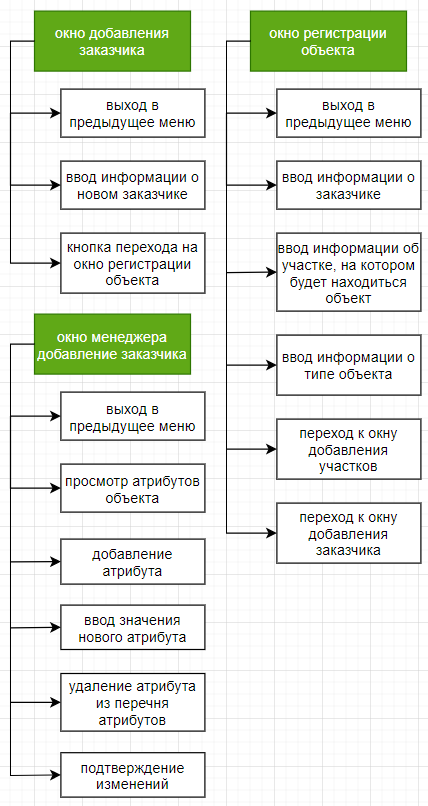 окно добавления
заказчика
выход в
предыдущее меню
ввод информации о
новом заказчике
кнопка перехода на
окно регистрации
объекта
окно менеджера
добавление заказчика
выход в
предыдущее меню
просмотр атрибутов
объекта
добавление
атрибута
ввод значения
нового атрибута
удаление атрибута
из перечня
атрибутов
подтверждение
изменений
окно регистрации
объекта
выход в
предыдущее меню
ввод информации о
заказчике
ввод информации об
участке, на котором
будет находиться
объект
ввод информации о
типе объекта
переход к окну
добавления
участков
переход к окну
добавления
заказчика